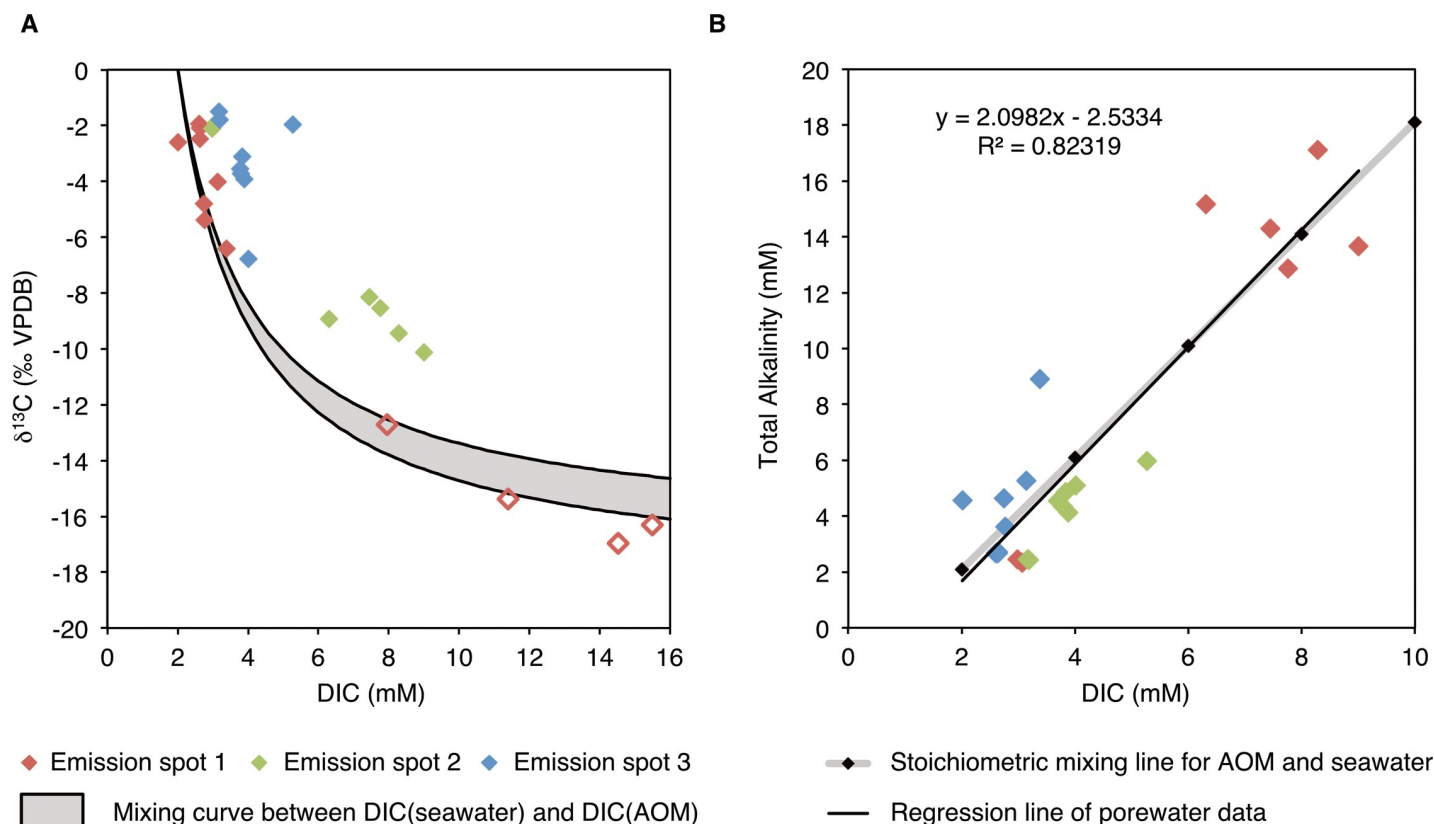 A
B
0
-2
-4
-6
-8
-10
-12
-14
-16
-18
-20
δ¹³C (‰ VPDB)
0 2 4 6 8 10 12 14 16
DIC (mM)
20
18
16
14
12
10
8
6
4
2
0
Total Alkalinity (mM)
y = 2.0982x - 2.5334
R² = 0.82319
0 2 4 6 8 10
DIC (mM)
Emission spot 1 Emission spot 2 Emission spot 3
Mixing curve between DIC(seawater) and DIC(AOM)
Stoichiometric mixing line for AOM and seawater
Regression line of porewater data